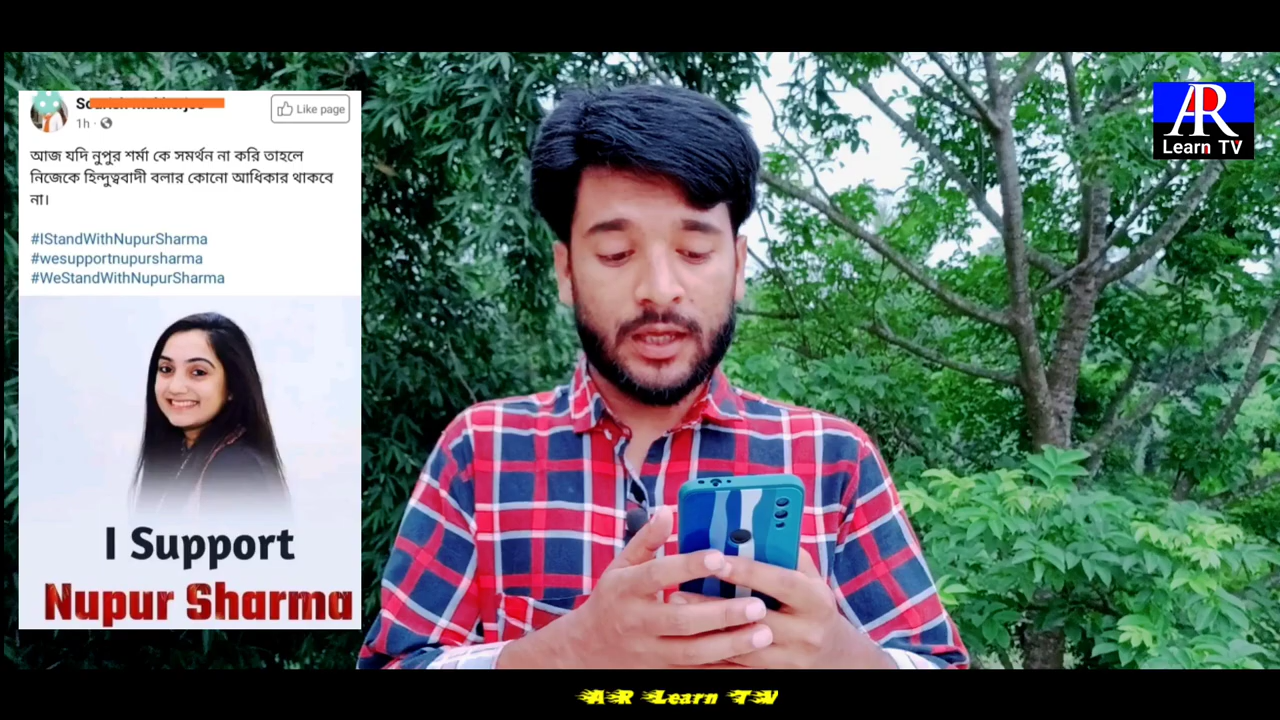 1h
Like page
আজ যদি নুপুর শর্মা কে সমর্থন না করি তাহলে
নিজেকে হিন্দুত্ববাদী বলার কোনো আধিকার থাকবে
না।
#IStandWithNupurSharma
#wesupportnupursharma
#WeStandWithNupurSharma
I Support
Nupur Sharma
AR
Learn TV
AR Learn TV